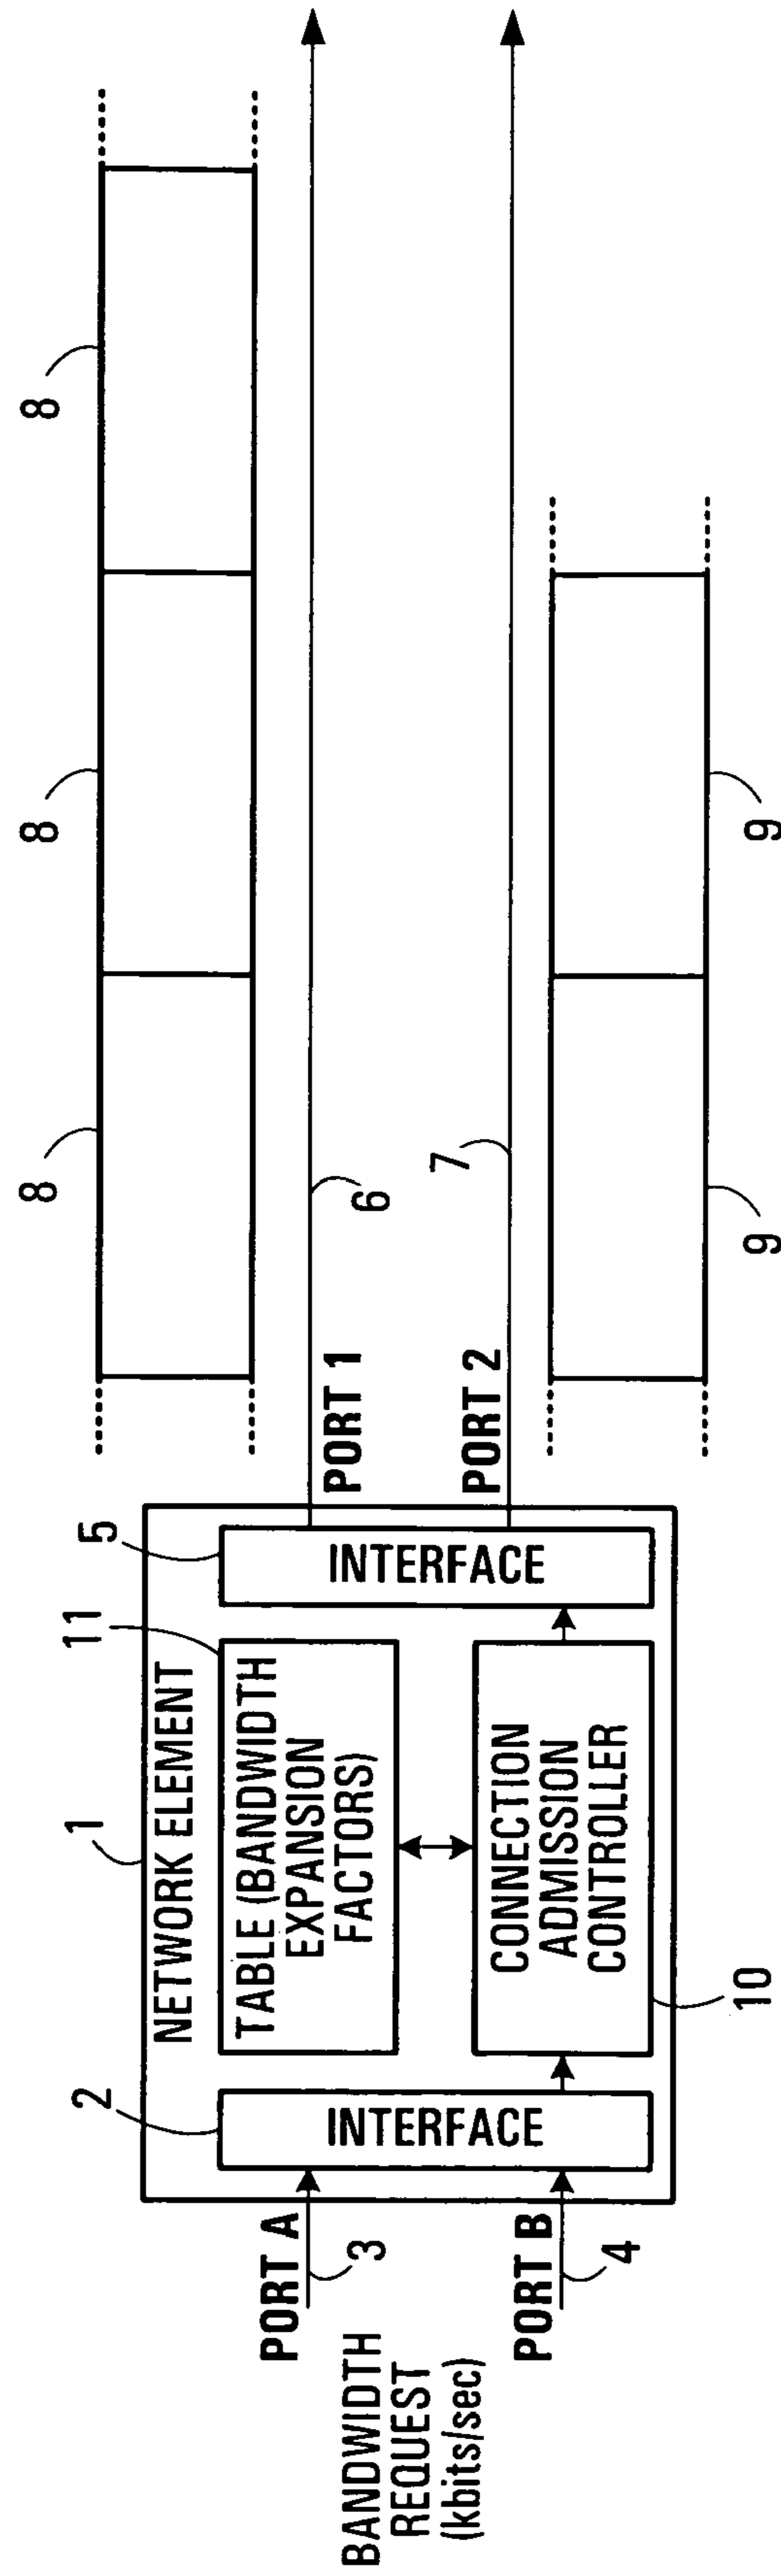 8
8
8
1
NETWORK ELEMENT
11
5
2
TABLE (BANDWIDTH
EXPANSION
FACTORS)
INTERFACE
INTERFACE
CONNECTION
ADMISSION
CONTROLLER
10
PORT A
3
PORT B
4
BANDWIDTH
REQUEST
(kbits/sec)
PORT 1
6
PORT 2
7
9
9